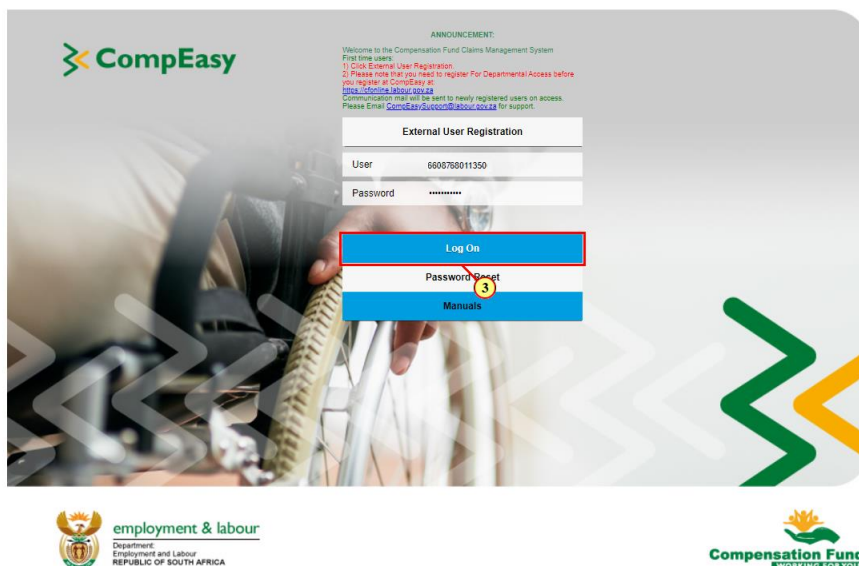 CompEasy
ANNOUNCEMENT:
Welcome to the Compensation Fund Claims Management System
First time users:
1) Click External User Registration.
2) Please note that you need to register For Departmental Access before
you register at CompEasy at
https://cfonline.labour.gov.za
Communication mail will be sent to newly registered users on access.
Please Email CompEasySupport@labour.gov.za for support.
External User Registration
User 6608768011350
Password •••••••••••
Log On
Password Reset
3
Manuals
employment & labour
Department:
Employment and Labour
REPUBLIC OF SOUTH AFRICA
Compensation Fund
WORKING FOR YOU